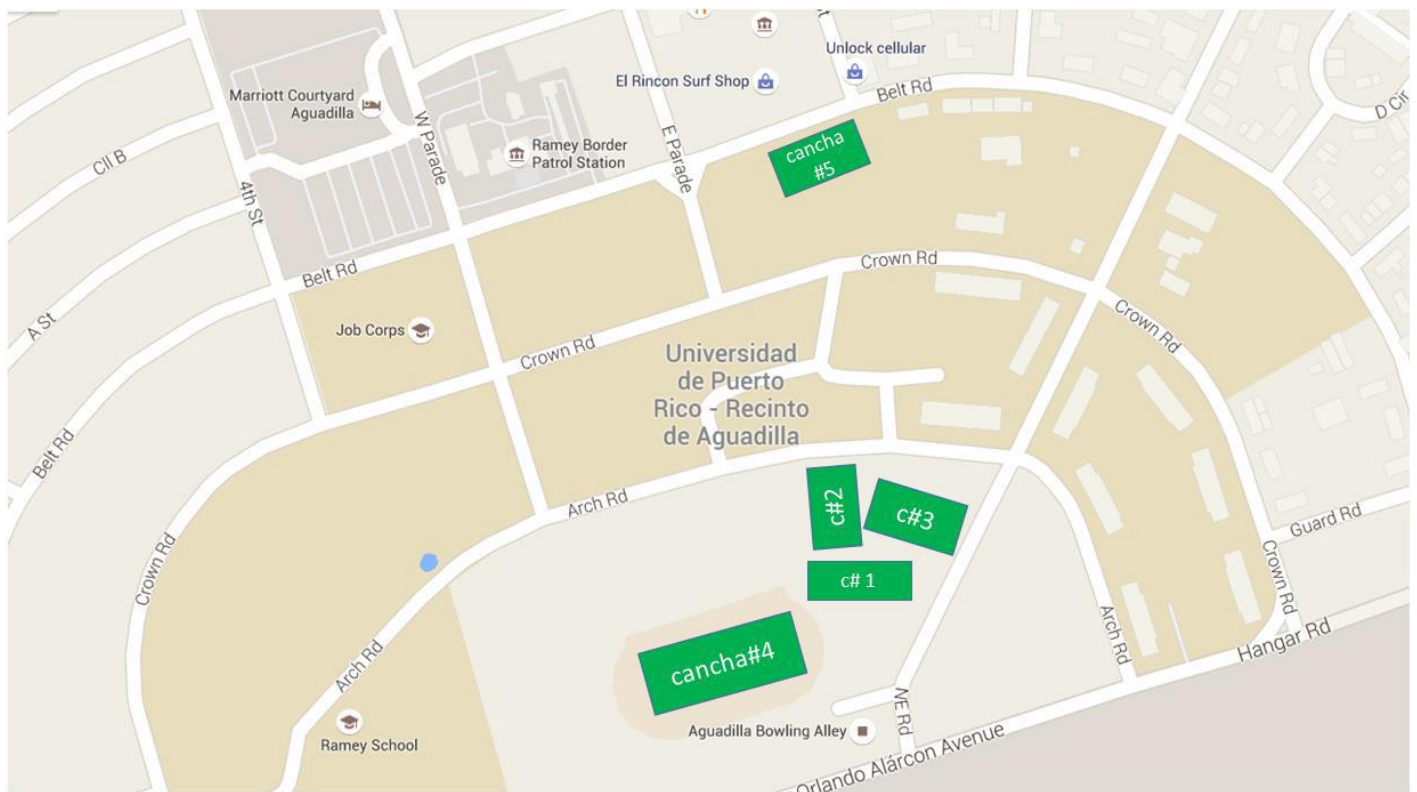 Unlock cellular
El Rincon Surf Shop
Belt Rd
Marriott Courtyard
Aguadilla
D Cir
W Parade
Ramey Border
Patrol Station
E Parade
cancha
#5
Cll B
4th St
Belt Rd
Crown Rd
A St
Job Corps
Crown Rd
Crown Rd
Universidad
de Puerto
Rico - Recinto
de Aguadilla
Belt Rd
Arch Rd
c#2
c#3
Guard Rd
Crown Rd
Crown Rd
c# 1
Arch Rd
Hangar Rd
cancha#4
Arch Rd
NE Rd
Ramey School
Aguadilla Bowling Alley
Orlando Alárcon Avenue